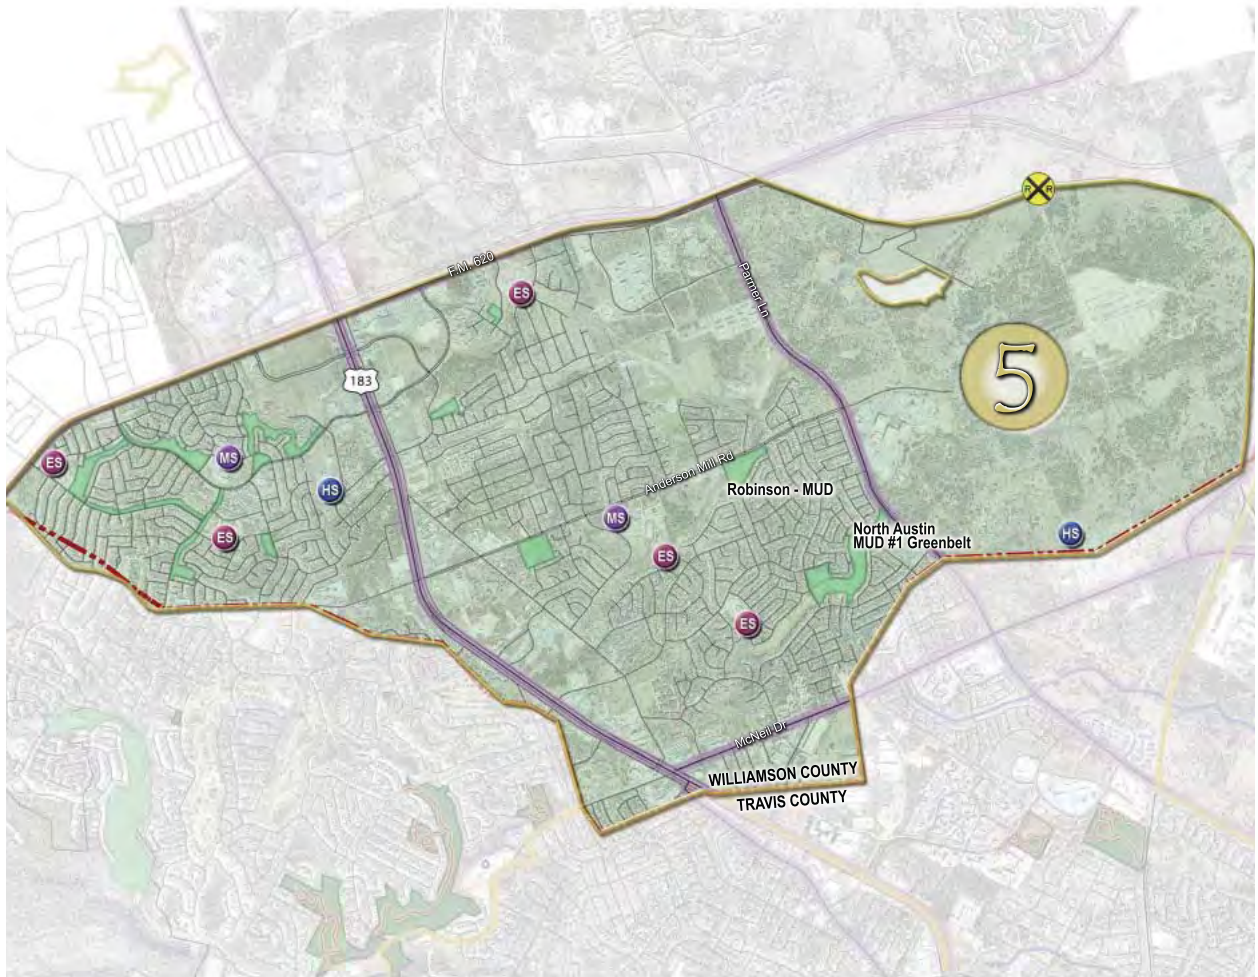 R R
F.M. 620
ES
Parmer Ln
183
5
ES
MS
HS
Anderson Mill Rd
Robinson - MUD
MS
North Austin
MUD #1 Greenbelt
HS
ES
ES
ES
McNeil Dr
WILLIAMSON COUNTY
TRAVIS COUNTY